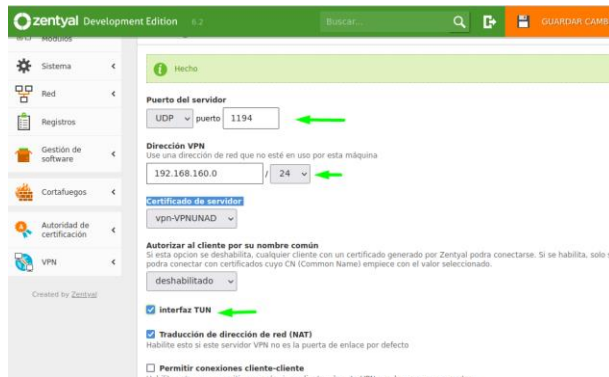 zentyal Development Edition 6.2
Buscar...
GUARDAR CAMB
Módulos
Sistema
Red
Registros
Gestión de
software
Cortafuegos
Autoridad de
certificación
VPN
Created by Zentyal
Hecho
Puerto del servidor
UDP puerto 1194
Dirección VPN
Use una dirección de red que no esté en uso por esta máquina
192.168.160.0 / 24
Certificado de servidor
vpn-VPNUNAD
Autorizar al cliente por su nombre común
Si esta opcion se deshabilita, cualquier cliente con un certificado generado por Zentyal podra conectarse. Si se habilita, solo s
podra conectar con certificados cuyo CN (Common Name) empiece con el valor seleccionado.
deshabilitado
interfaz TUN
Traducción de dirección de red (NAT)
Habilite esto si este servidor VPN no es la puerta de enlace por defecto
Permitir conexiones cliente-cliente